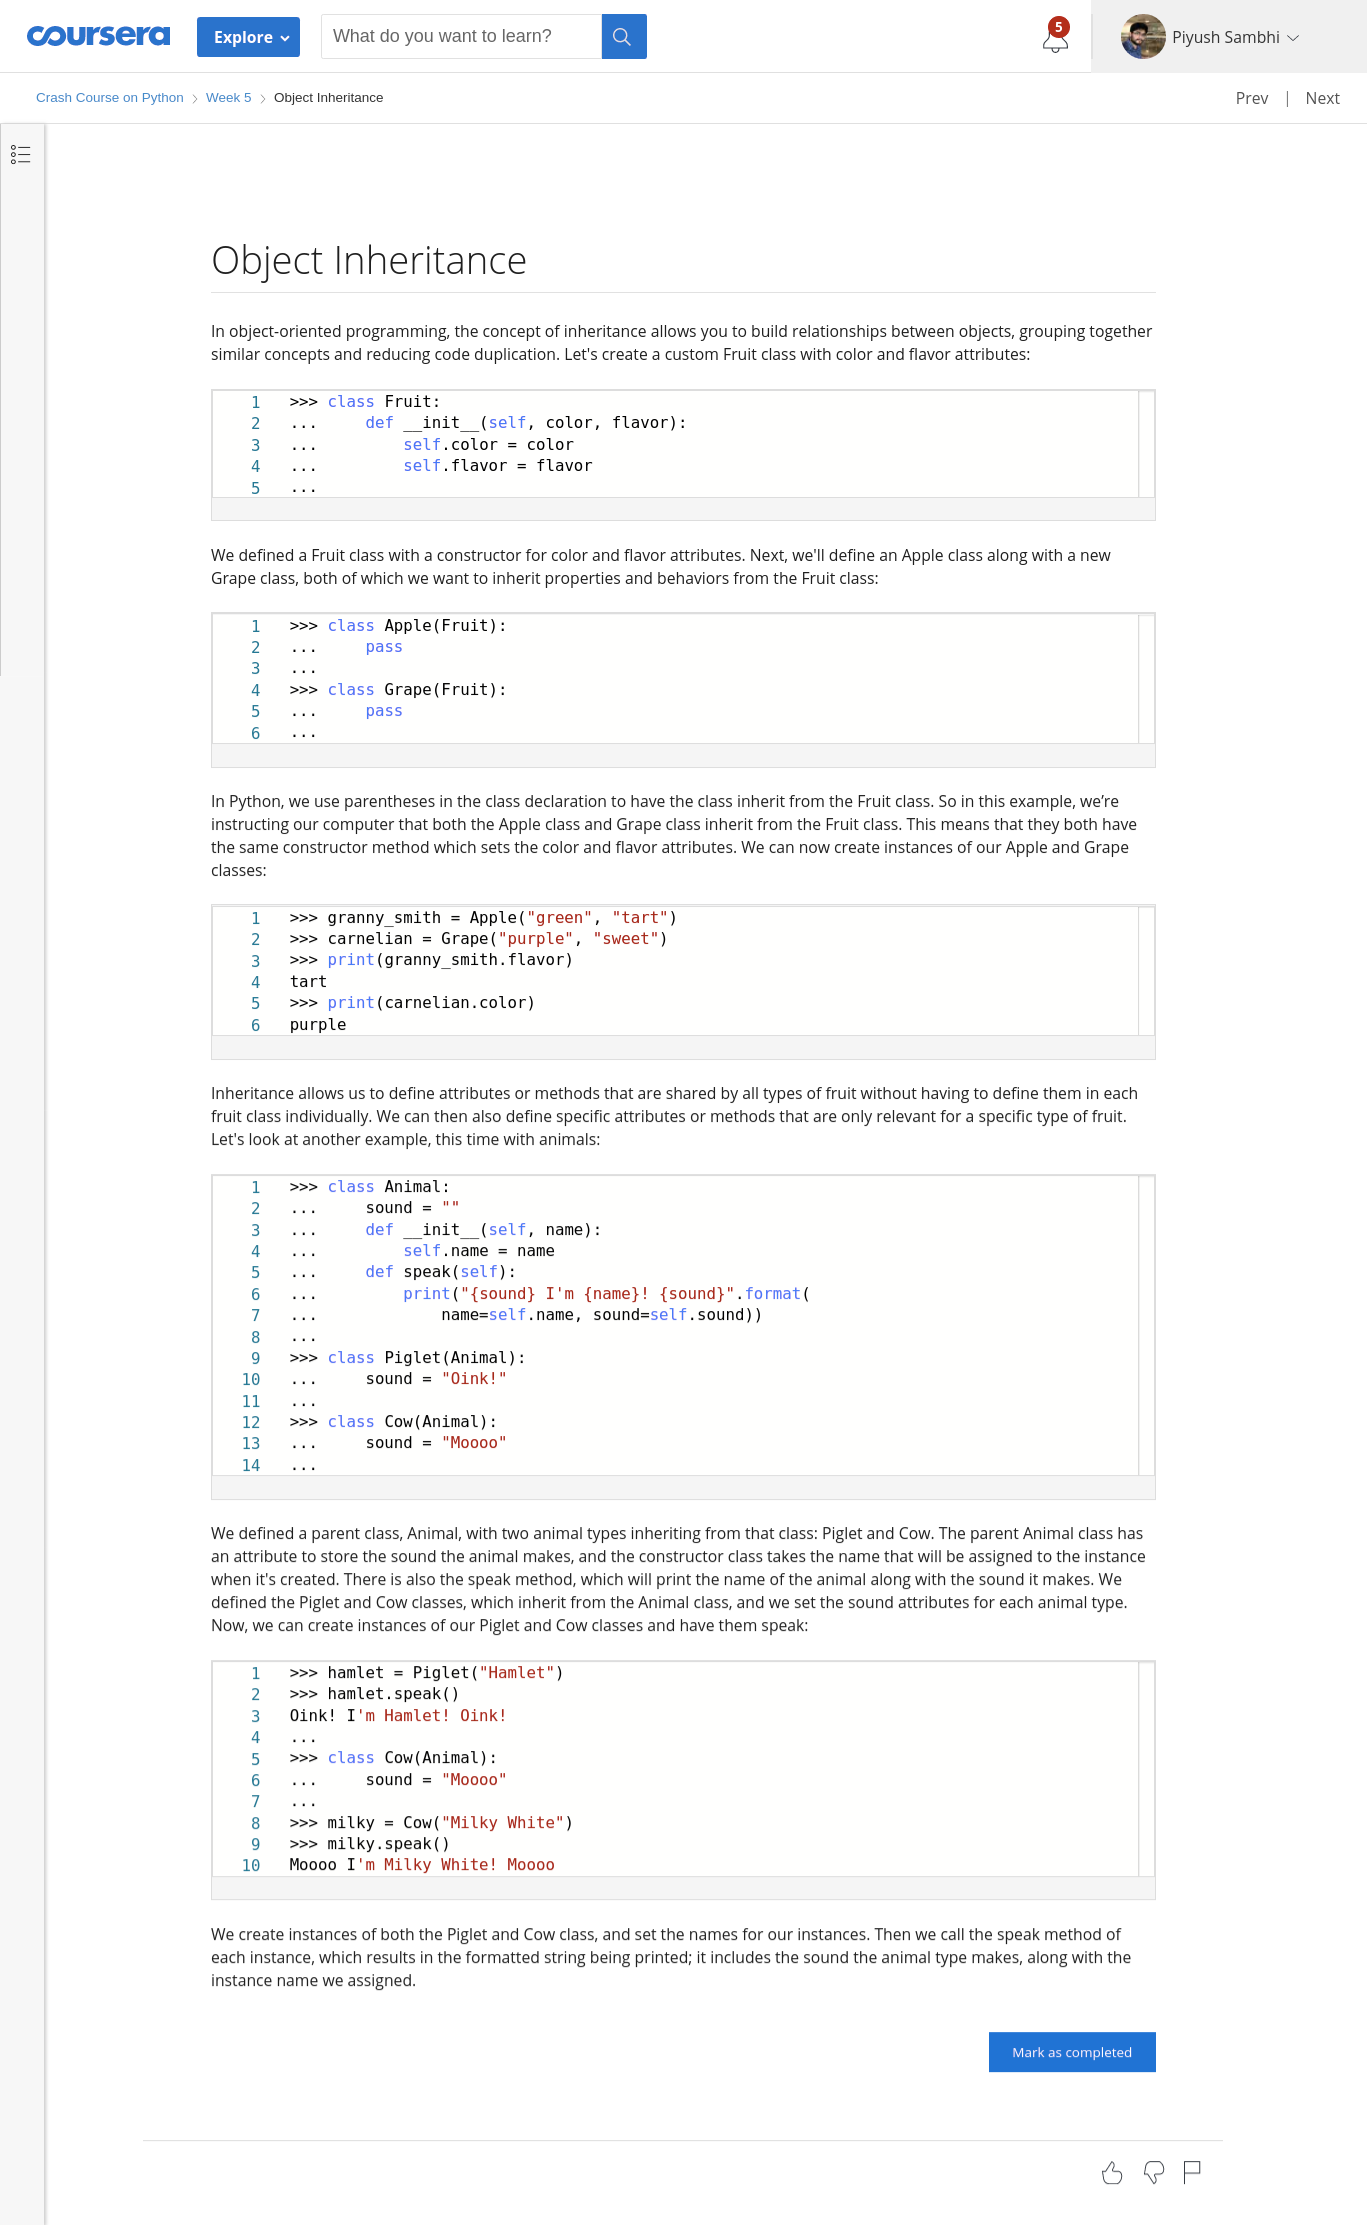 coursera
Explore
What do you want to learn?
5
Piyush Sambhi
Crash Course on Python > Week 5 > Object Inheritance
Prev | Next
Object Inheritance
In object-oriented programming, the concept of inheritance allows you to build relationships between objects, grouping together
similar concepts and reducing code duplication. Let's create a custom Fruit class with color and flavor attributes:
1 >>> class Fruit:
2 ...     def __init__(self, color, flavor):
3 ...         self.color = color
4 ...         self.flavor = flavor
5 ...
We defined a Fruit class with a constructor for color and flavor attributes. Next, we'll define an Apple class along with a new
Grape class, both of which we want to inherit properties and behaviors from the Fruit class:
1 >>> class Apple(Fruit):
2 ...     pass
3 ...
4 >>> class Grape(Fruit):
5 ...     pass
6 ...
In Python, we use parentheses in the class declaration to have the class inherit from the Fruit class. So in this example, we’re
instructing our computer that both the Apple class and Grape class inherit from the Fruit class. This means that they both have
the same constructor method which sets the color and flavor attributes. We can now create instances of our Apple and Grape
classes:
1 >>> granny_smith = Apple("green", "tart")
2 >>> carnelian = Grape("purple", "sweet")
3 >>> print(granny_smith.flavor)
4 tart
5 >>> print(carnelian.color)
6 purple
Inheritance allows us to define attributes or methods that are shared by all types of fruit without having to define them in each
fruit class individually. We can then also define specific attributes or methods that are only relevant for a specific type of fruit.
Let's look at another example, this time with animals:
1 >>> class Animal:
2 ...     sound = ""
3 ...     def __init__(self, name):
4 ...         self.name = name
5 ...     def speak(self):
6 ...         print("{sound} I'm {name}! {sound}".format(
7 ...             name=self.name, sound=self.sound))
8 ...
9 >>> class Piglet(Animal):
10 ...     sound = "Oink!"
11 ...
12 >>> class Cow(Animal):
13 ...     sound = "Moooo"
14 ...
We defined a parent class, Animal, with two animal types inheriting from that class: Piglet and Cow. The parent Animal class has
an attribute to store the sound the animal makes, and the constructor class takes the name that will be assigned to the instance
when it's created. There is also the speak method, which will print the name of the animal along with the sound it makes. We
defined the Piglet and Cow classes, which inherit from the Animal class, and we set the sound attributes for each animal type.
Now, we can create instances of our Piglet and Cow classes and have them speak:
1 >>> hamlet = Piglet("Hamlet")
2 >>> hamlet.speak()
3 Oink! I'm Hamlet! Oink!
4 ...
5 >>> class Cow(Animal):
6 ...     sound = "Moooo"
7 ...
8 >>> milky = Cow("Milky White")
9 >>> milky.speak()
10 Moooo I'm Milky White! Moooo
We create instances of both the Piglet and Cow class, and set the names for our instances. Then we call the speak method of
each instance, which results in the formatted string being printed; it includes the sound the animal type makes, along with the
instance name we assigned.
Mark as completed